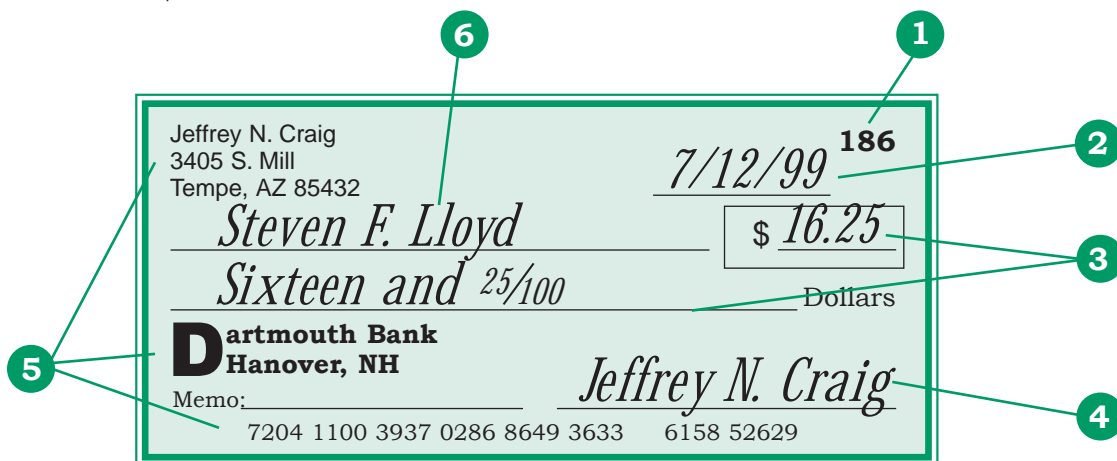 6
1
Jeffrey N. Craig
186
3405 S. Mill
7/12/99
2
Tempe, AZ 85432
Steven F. Lloyd
$ 16.25
3
Sixteen and 25/100
Dollars
Dartmouth Bank
Hanover, NH
5
Jeffrey N. Craig
Memo:
4
7204 1100 3937 0286 8649 3633 6158 52629